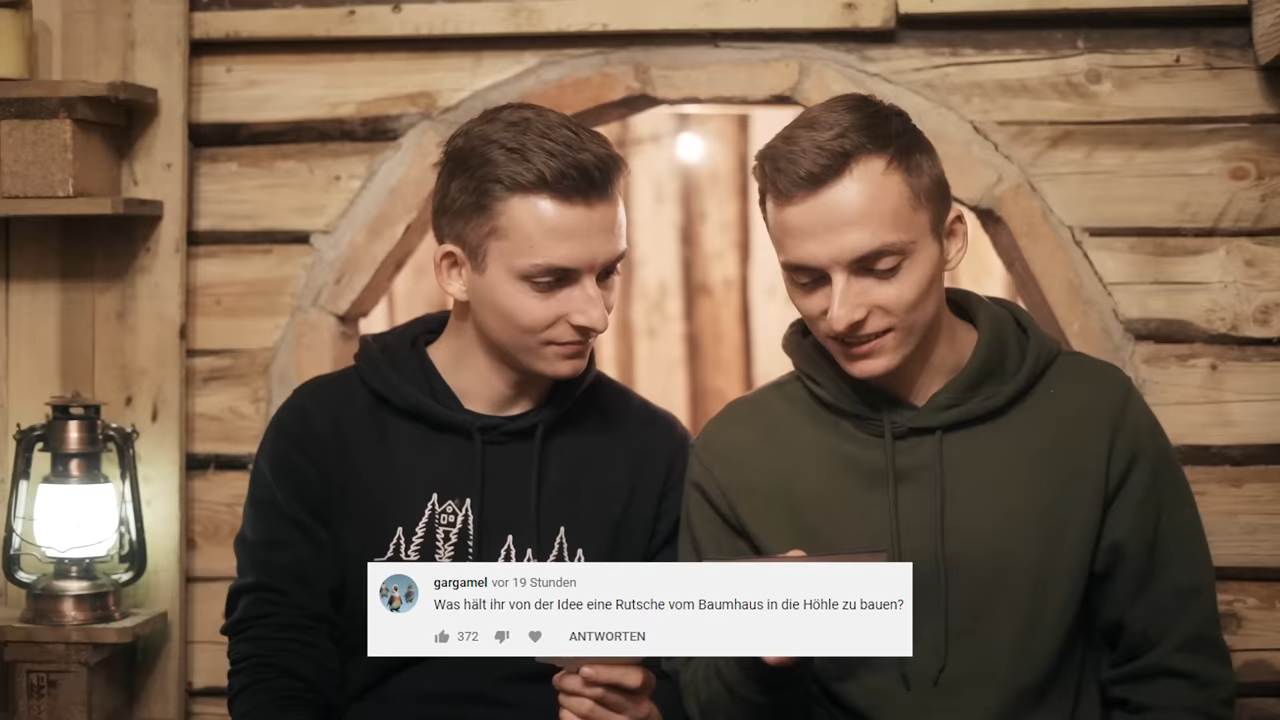 gargamel vor 19 Stunden
Was hält ihr von der Idee eine Rutsche vom Baumhaus in die Höhle zu bauen?
372 ANTWORTEN